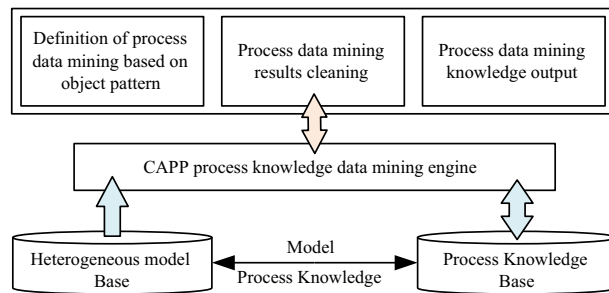 Definition of process
data mining based on
object pattern
Process data mining
results cleaning
Process data mining
knowledge output
CAPP process knowledge data mining engine
Heterogeneous model
Base
Model
Process Knowledge
Process Knowledge
Base